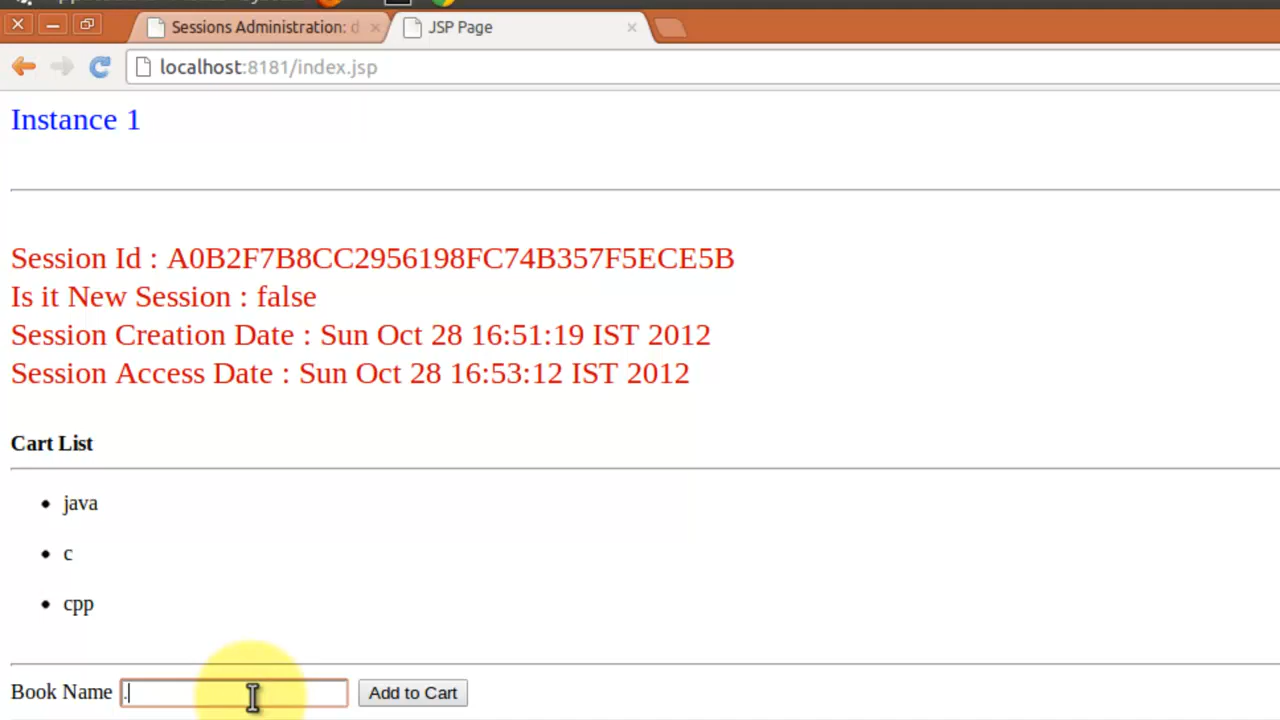 Sessions Administration: d
JSP Page
localhost:8181/index.jsp
Instance 1
Session Id : A0B2F7B8CC2956198FC74B357F5ECE5B
Is it New Session : false
Session Creation Date : Sun Oct 28 16:51:19 IST 2012
Session Access Date : Sun Oct 28 16:53:12 IST 2012
Cart List
• java
• c
• cpp
Book Name . Add to Cart